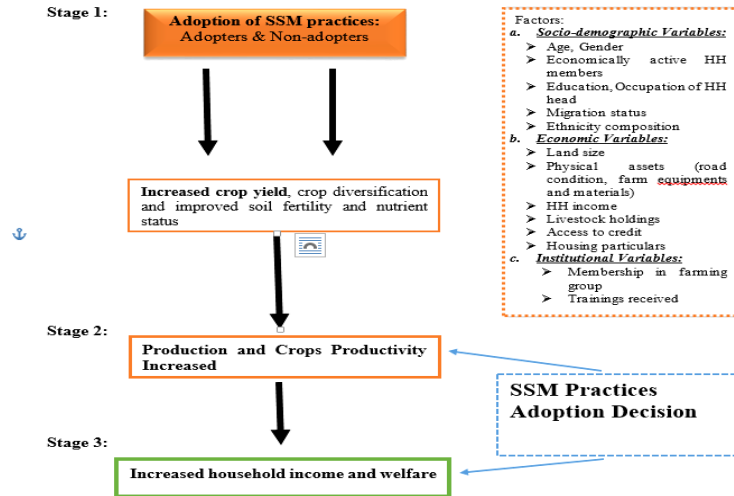 Stage 1:
Adoption of SSM practices:
Adopters & Non-adopters
Increased crop yield, crop diversification
and improved soil fertility and nutrient
status
Stage 2:
Production and Crops Productivity
Increased
Stage 3:
Increased household income and welfare
Factors:
a. Socio-demographic Variables:
➤ Age, Gender
➤ Economically active HH
members
➤ Education, Occupation of HH
head
➤ Migration status
➤ Ethnicity composition
b. Economic Variables:
➤ Land size
➤ Physical assets (road
condition, farm equipments
and materials)
➤ HH income
➤ Livestock holdings
➤ Access to credit
➤ Housing particulars
c. Institutional Variables:
➤ Membership in farming
group
➤ Trainings received
SSM Practices
Adoption Decision